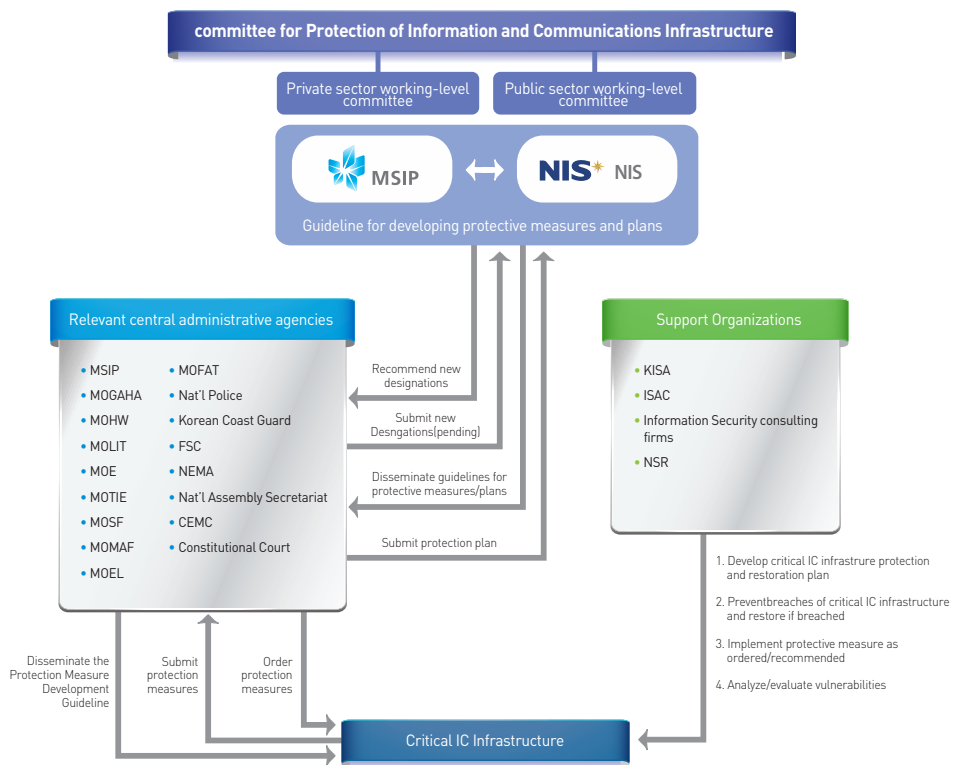 committee for Protection of Information and Communications Infrastructure
Private sector working-level
committee
Public sector working-level
committee
MSIP
NIS NIS
Guideline for developing protective measures and plans
Relevant central administrative agencies
• MSIP
• MOGAHA
• MOHW
• MOLIT
• MOE
• MOTIE
• MOSF
• MOMAF
• MOEL
• MOFAT
• Nat'l Police
• Korean Coast Guard
• FSC
• NEMA
• Nat'l Assembly Secretariat
• CEMC
• Constitutional Court
Recommend new
designations
Submit new
Desngations(pending)
Disseminate guidelines for
protective measures/plans
Submit protection plan
Support Organizations
• KISA
• ISAC
• Information Security consulting
firms
• NSR
1. Develop critical IC infrastrure protection
and restoration plan
2. Preventbreaches of critical IC infrastructure
and restore if breached
3. Implement protective measure as
ordered/recommended
4. Analyze/evaluate vulnerabilities
Disseminate the
Protection Measure
Development
Guideline
Submit
protection
measures
Order
protection
measures
Critical IC Infrastructure